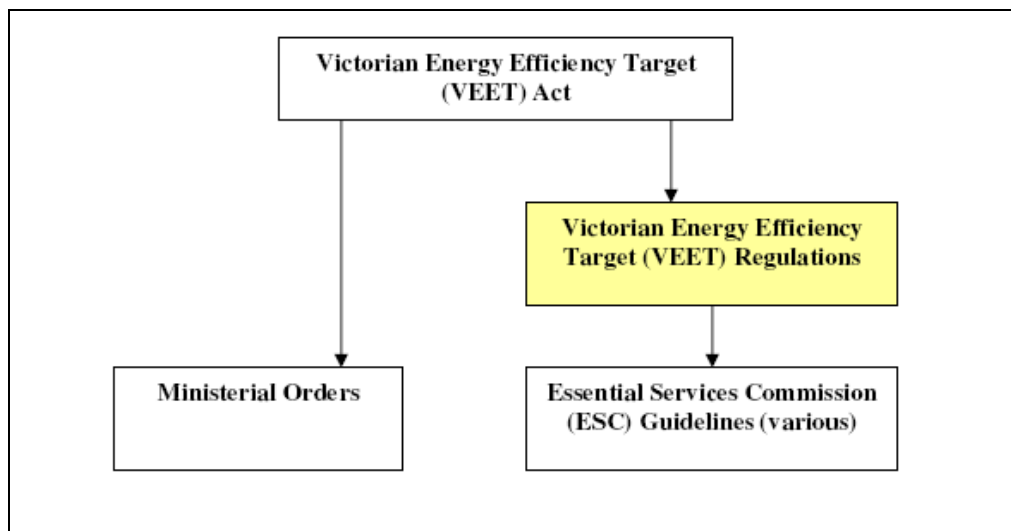 Victorian Energy Efficiency Target
(VEET) Act
Victorian Energy Efficiency
Target (VEET) Regulations
Ministerial Orders
Essential Services Commission
(ESC) Guidelines (various)